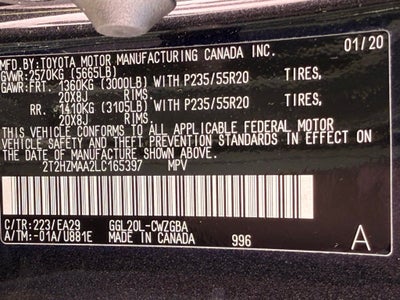 MFD.BY:TOYOTA MOTOR MANUFACTURING CANADA INC. 01/20
GVWR:2570KG (5665LB)
GAWR:FRT. 1360KG (3000LB) WITH P235/55R20 TIRES,
20X8J RIMS
RR. 1410KG (3105LB) WITH P235/55R20 TIRES,
20X8J RIMS.
THIS VEHICLE CONFORMS TO ALL APPLICABLE FEDERAL MOTOR
VEHICLE SAFETY AND THEFT PREVENTION STANDARDS IN EFFECT ON
THE DATE OF MANUFACTURE SHOWN ABOVE.
2T2HZMAA2LC165397 MPV
C/TR:223/EA29 GGL20L-CWZGBA
A/TM:-01A/U881E MADE IN CANADA 996 A